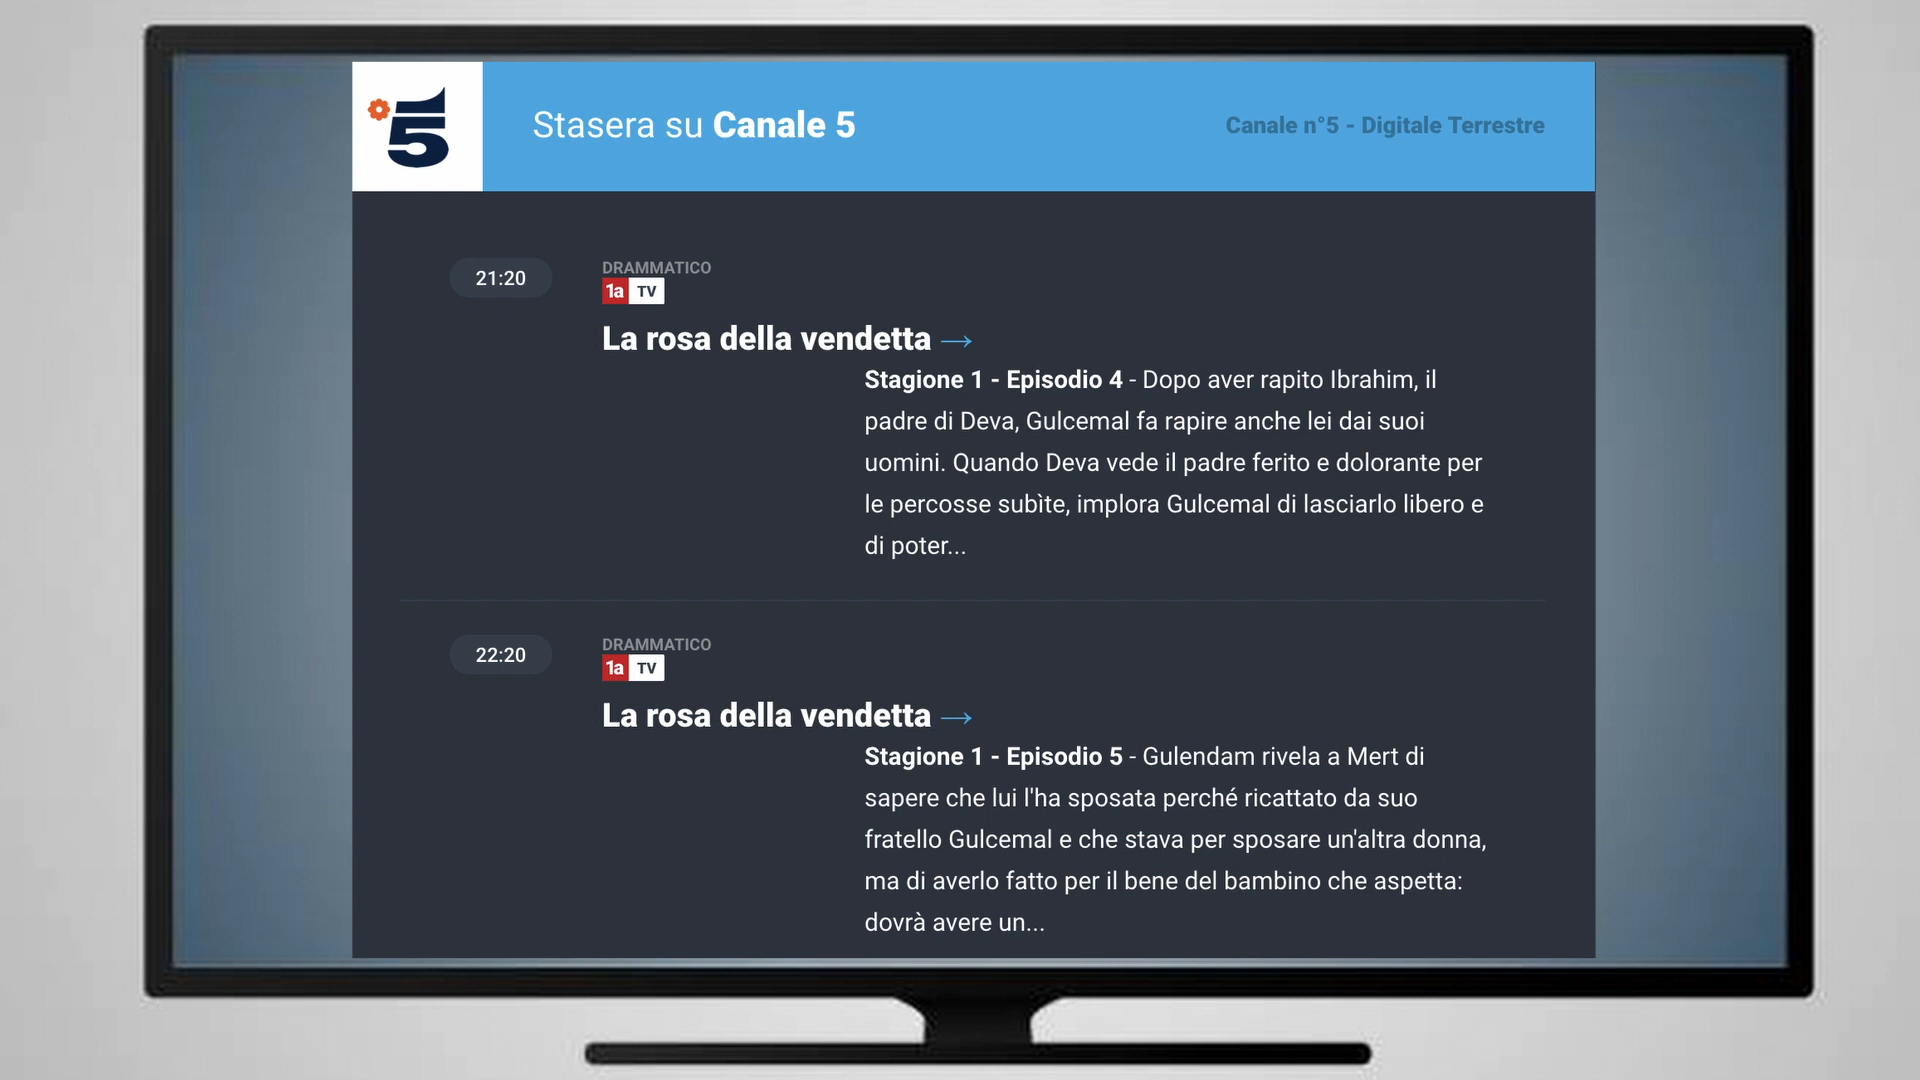 5
Stasera su Canale 5
Canale n°5 - Digitale Terrestre
21:20
DRAMMATICO
1a TV
La rosa della vendetta →
Stagione 1 - Episodio 4 - Dopo aver rapito Ibrahim, il
padre di Deva, Gulcemal fa rapire anche lei dai suoi
uomini. Quando Deva vede il padre ferito e dolorante per
le percosse subìte, implora Gulcemal di lasciarlo libero e
di poter...
22:20
DRAMMATICO
1a TV
La rosa della vendetta →
Stagione 1 - Episodio 5 - Gulendam rivela a Mert di
sapere che lui l'ha sposata perché ricattato da suo
fratello Gulcemal e che stava per sposare un'altra donna,
ma di averlo fatto per il bene del bambino che aspetta:
dovrà avere un...